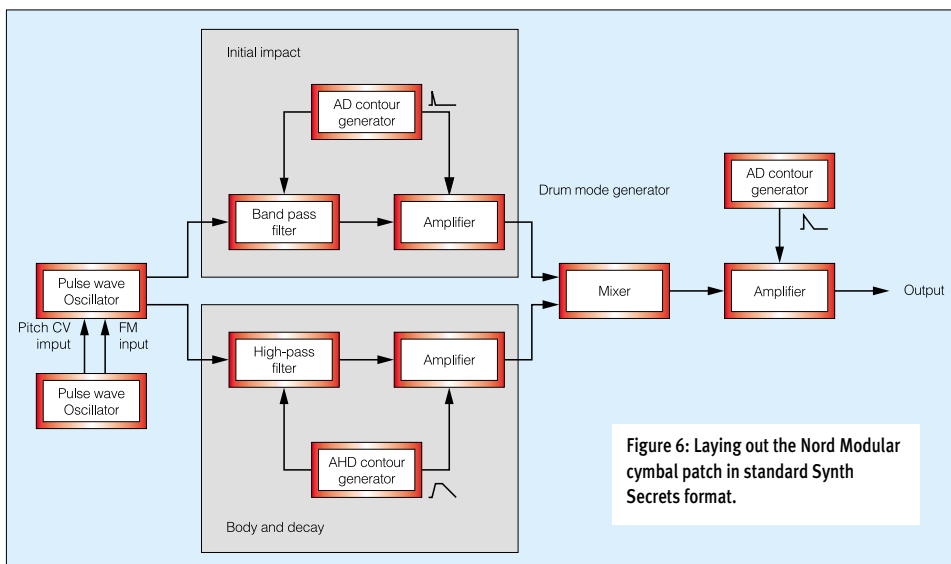 Initial impact
AD contour
generator
Band pass
filter
Amplifier
Drum mode generator
AD contour
generator
Pulse wave
Oscillator
Pitch CV
imput
FM
input
Pulse wave
Oscillator
Mixer
Amplifier
Output
High-pass
filter
Amplifier
AHD contour
generator
Body and decay
Figure 6: Laying out the Nord Modular
cymbal patch in standard Synth
Secrets format.